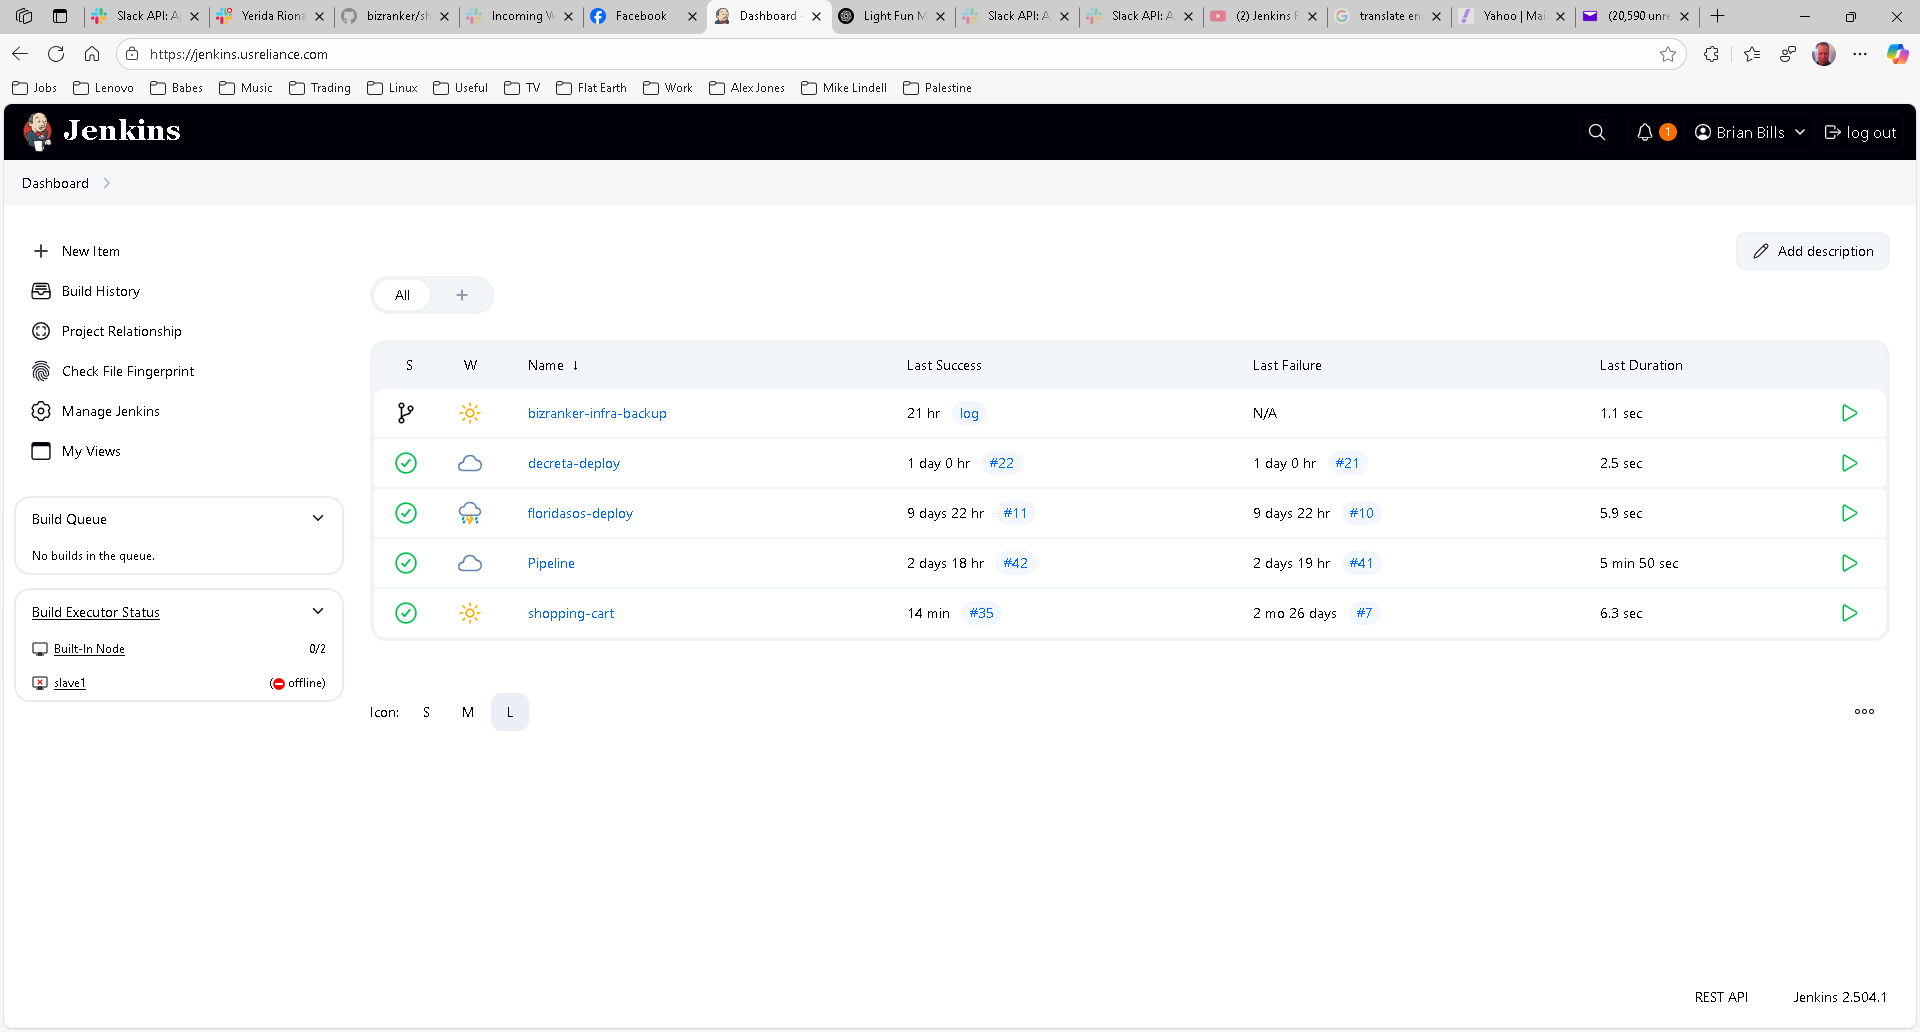 Slack API: A
Yerida Riona
bizranker/sh
Incoming W
Facebook
Dashboard
Light Fun M
Slack API: A
Slack API: A
(2) Jenkins F
translate en
Yahoo | Mai
(20,590 unre
https://jenkins.usreliance.com
Jobs Lenovo Babes Music Trading Linux Useful TV Flat Earth Work Alex Jones Mike Lindell Palestine
Jenkins
1 Brian Bills log out
Dashboard
New Item
Add description
Build History
All +
Project Relationship
Check File Fingerprint
Manage Jenkins
My Views
S W Name ↓ Last Success Last Failure Last Duration
bizranker-infra-backup 21 hr log N/A 1.1 sec
decreta-deploy 1 day 0 hr #22 1 day 0 hr #21 2.5 sec
floridasos-deploy 9 days 22 hr #11 9 days 22 hr #10 5.9 sec
Pipeline 2 days 18 hr #42 2 days 19 hr #41 5 min 50 sec
shopping-cart 14 min #35 2 mo 26 days #7 6.3 sec
Build Queue
No builds in the queue.
Build Executor Status
Built-In Node 0/2
slave1 (offline)
Icon: S M L
REST API Jenkins 2.504.1